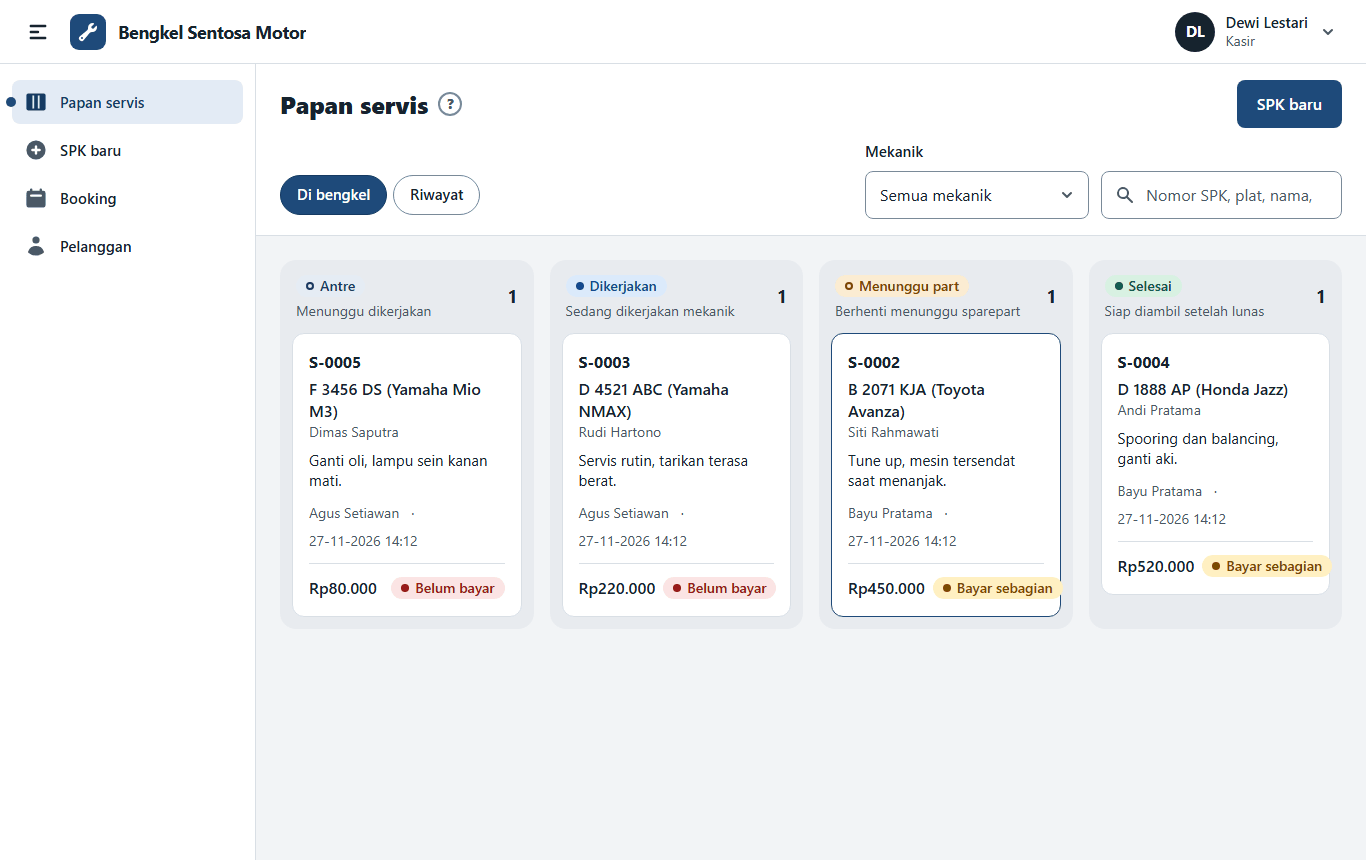 Bengkel Sentosa Motor
DL
Dewi Lestari
Kasir
Papan servis
SPK baru
Booking
Pelanggan
Papan servis
?
SPK baru
Di bengkel
Riwayat
Mekanik
Semua mekanik
Nomor SPK, plat, nama,
Antre
Menunggu dikerjakan
1
S-0005
F 3456 DS (Yamaha Mio
M3)
Dimas Saputra
Ganti oli, lampu sein kanan
mati.
Agus Setiawan ·
27-11-2026 14:12
Rp80.000
Belum bayar
Dikerjakan
Sedang dikerjakan mekanik
1
S-0003
D 4521 ABC (Yamaha
NMAX)
Rudi Hartono
Servis rutin, tarikan terasa
berat.
Agus Setiawan ·
27-11-2026 14:12
Rp220.000
Belum bayar
Menunggu part
Berhenti menunggu sparepart
1
S-0002
B 2071 KJA (Toyota
Avanza)
Siti Rahmawati
Tune up, mesin tersendat
saat menanjak.
Bayu Pratama ·
27-11-2026 14:12
Rp450.000
Bayar sebagian
Selesai
Siap diambil setelah lunas
1
S-0004
D 1888 AP (Honda Jazz)
Andi Pratama
Spooring dan balancing,
ganti aki.
Bayu Pratama ·
27-11-2026 14:12
Rp520.000
Bayar sebagian